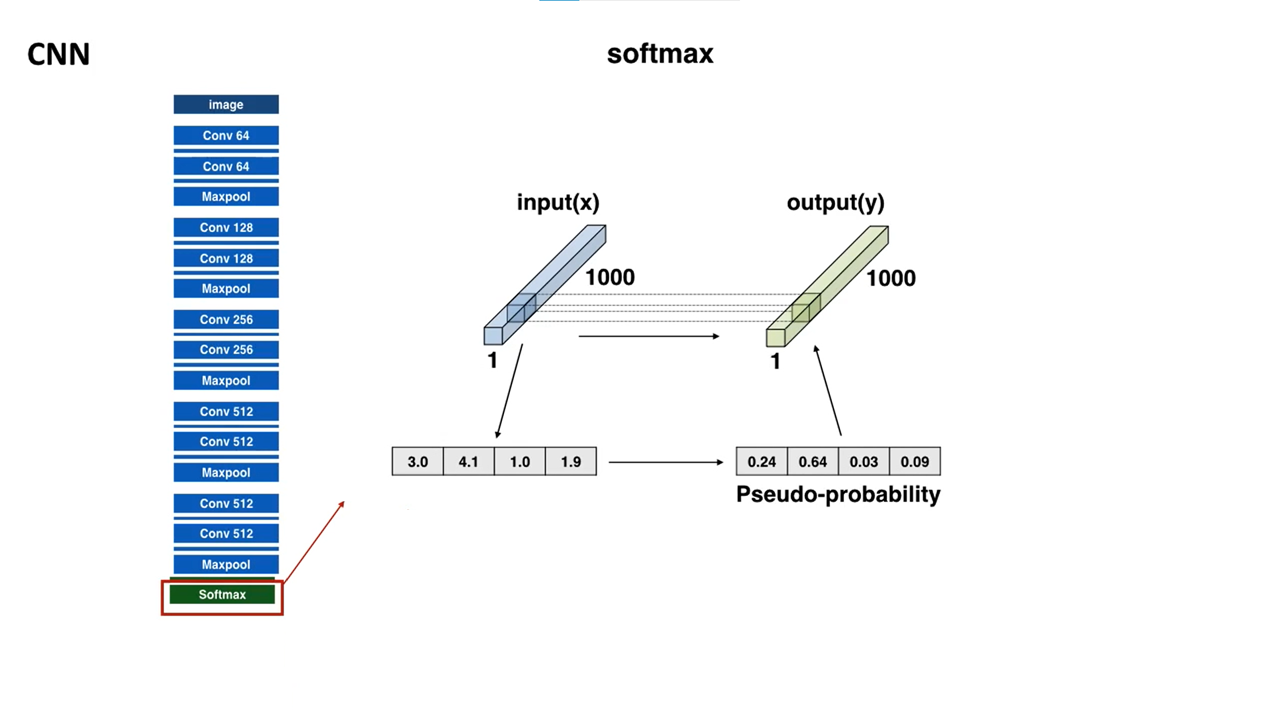 CNN
softmax
image
Conv 64
Conv 64
Maxpool
Conv 128
Conv 128
Maxpool
Conv 256
Conv 256
Maxpool
Conv 512
Conv 512
Maxpool
Conv 512
Conv 512
Maxpool
Softmax
input(x)
output(y)
1000
1000
1
1
3.0 4.1 1.0 1.9
0.24 0.64 0.03 0.09
Pseudo-probability